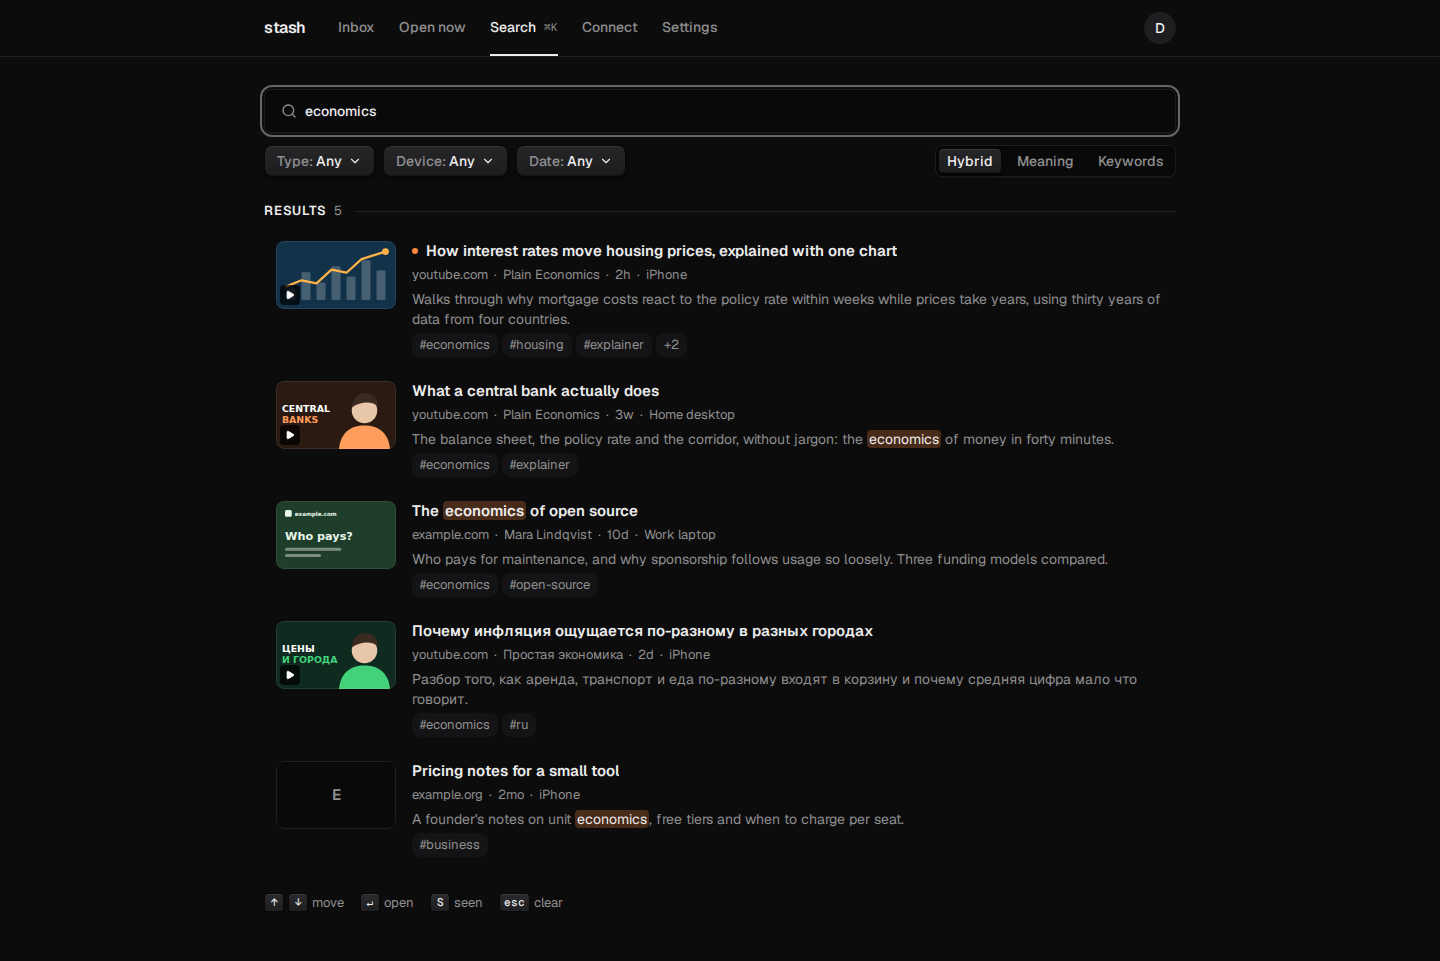 stash Inbox Open now Search ⌘K Connect Settings D
economics
Type: Any Device: Any Date: Any Hybrid Meaning Keywords
RESULTS 5
How interest rates move housing prices, explained with one chart
youtube.com · Plain Economics · 2h · iPhone
Walks through why mortgage costs react to the policy rate within weeks while prices take years, using thirty years of
data from four countries.
#economics #housing #explainer +2
CENTRAL
BANKS
What a central bank actually does
youtube.com · Plain Economics · 3w · Home desktop
The balance sheet, the policy rate and the corridor, without jargon: the economics of money in forty minutes.
#economics #explainer
example.com
Who pays?
The economics of open source
example.com · Mara Lindqvist · 10d · Work laptop
Who pays for maintenance, and why sponsorship follows usage so loosely. Three funding models compared.
#economics #open-source
ЦЕНЫ
И ГОРОДА
Почему инфляция ощущается по-разному в разных городах
youtube.com · Простая экономика · 2d · iPhone
Разбор того, как аренда, транспорт и еда по-разному входят в корзину и почему средняя цифра мало что
говорит.
#economics #ru
E
Pricing notes for a small tool
example.org · 2mo · iPhone
A founder's notes on unit economics, free tiers and when to charge per seat.
#business
↑ ↓ move ↵ open S seen esc clear